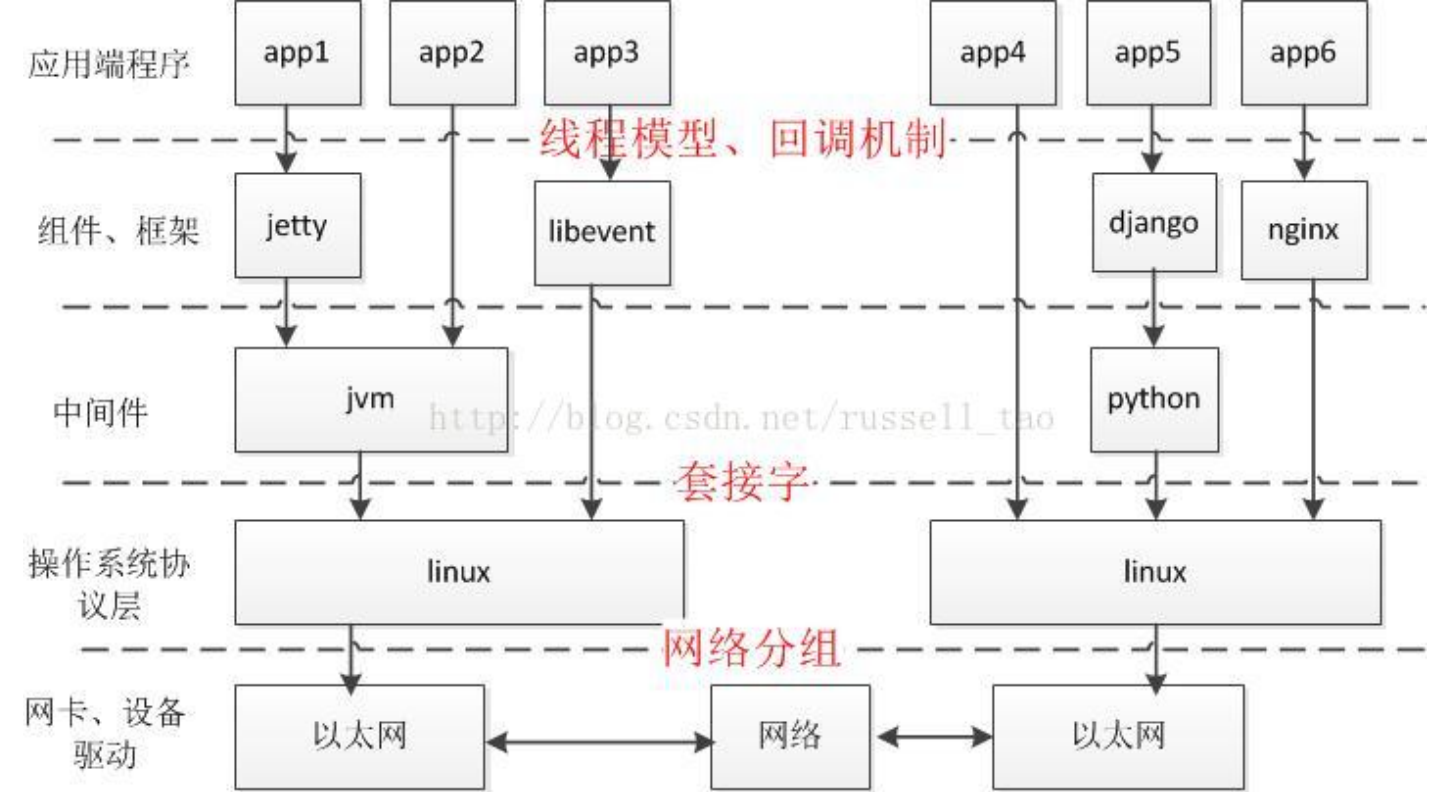 应用端程序
app1
app2
app3
app4
app5
app6
线程模型、回调机制
组件、框架
jetty
libevent
django
nginx
中间件
jvm
python
http://blog.csdn.net/russell_tao
套接字
操作系统协
议层
linux
linux
网络分组
网卡、设备
驱动
以太网
网络
以太网